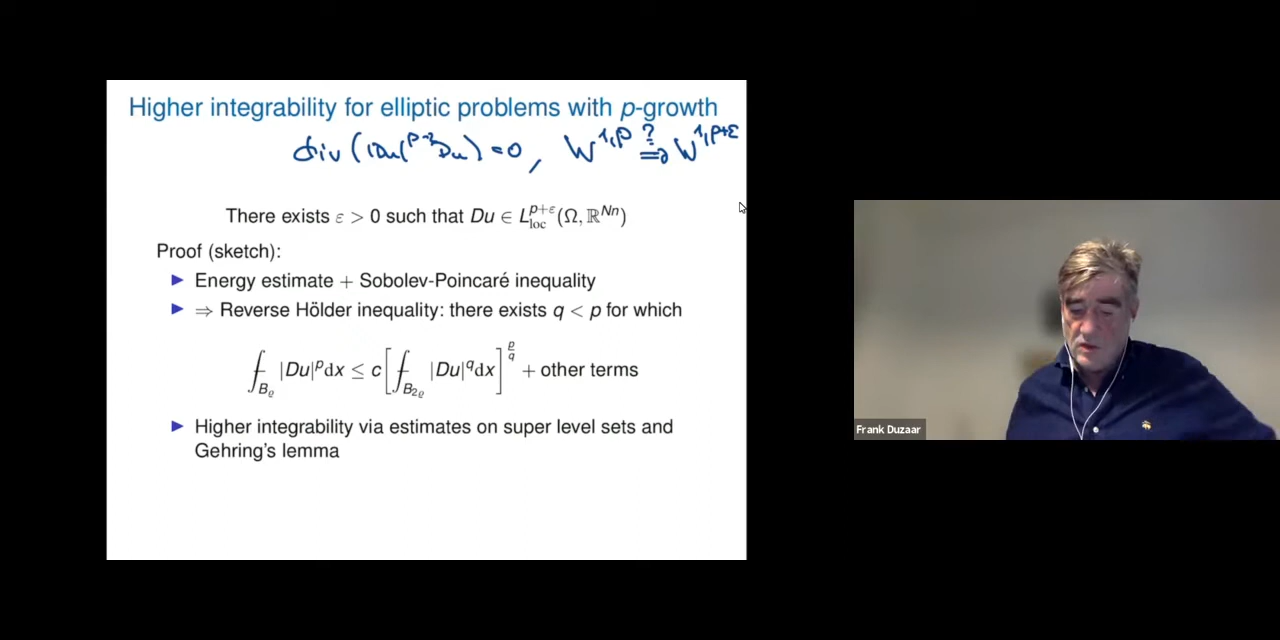 Higher integrability for elliptic problems with p-growth
div (|Du|^{p-2} Du) = 0, W^{1,p} ?⟹ W^{1,p+ε}
There exists ε > 0 such that Du ∈ L^{p+ε}_{loc}(Ω, ℝ^{Nn})
Proof (sketch):
▶ Energy estimate + Sobolev-Poincaré inequality
▶ ⇒ Reverse Hölder inequality: there exists q < p for which
⨍_{B_ϱ} |Du|^p dx ≤ c[⨍_{B_{2ϱ}} |Du|^q dx]^{p/q} + other terms
▶ Higher integrability via estimates on super level sets and
Gehring's lemma
Frank Duzaar